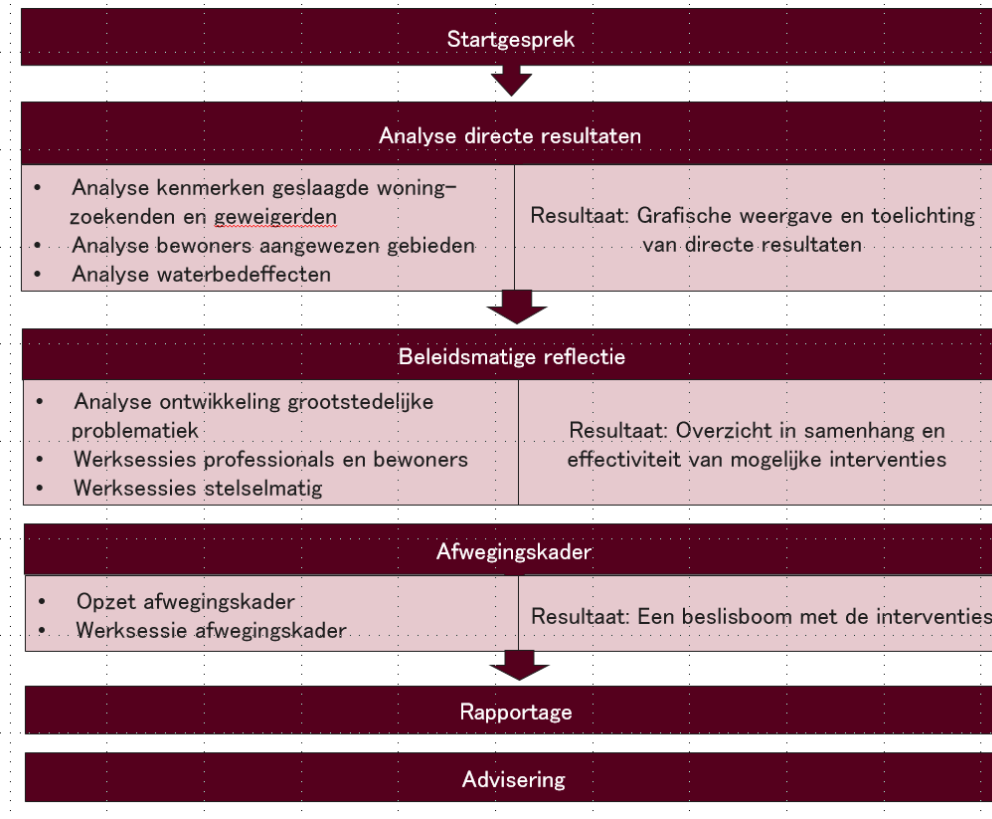 Startgesprek
Analyse directe resultaten
• Analyse kenmerken geslaagde woning-
zoekenden en geweigerden
• Analyse bewoners aangewezen gebieden
• Analyse waterbedeffecten
Resultaat: Grafische weergave en toelichting
van directe resultaten
Beleidsmatige reflectie
• Analyse ontwikkeling grootstedelijke
problematiek
• Werksessies professionals en bewoners
• Werksessies stelselmatig
Resultaat: Overzicht in samenhang en
effectiviteit van mogelijke interventies
Afwegingskader
• Opzet afwegingskader
• Werksessie afwegingskader
Resultaat: Een beslisboom met de interventies
Rapportage
Advisering